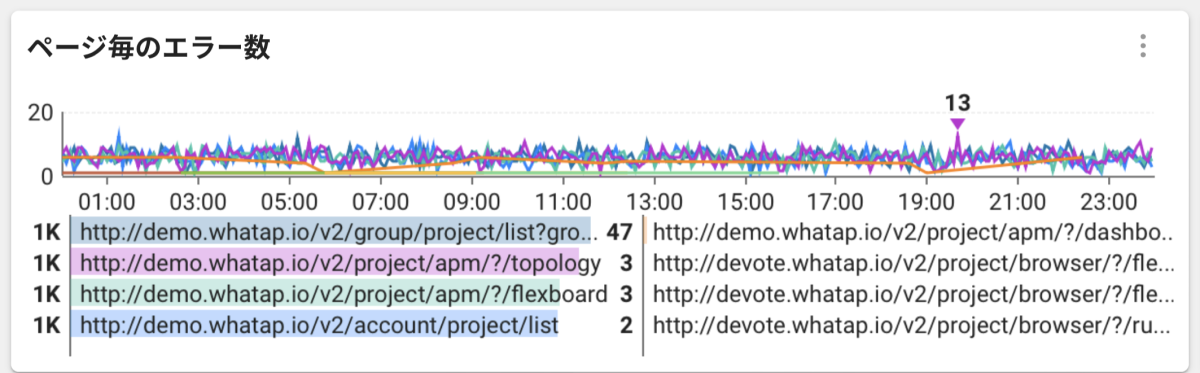 ページ毎のエラー数
13
20
0
01:00 03:00 05:00 07:00 09:00 11:00 13:00 15:00 17:00 19:00 21:00 23:00
1K http://demo.whatap.io/v2/group/project/list?gro...
1K http://demo.whatap.io/v2/project/apm/?/topology
1K http://demo.whatap.io/v2/project/apm/?/flexboard
1K http://demo.whatap.io/v2/account/project/list
47 http://demo.whatap.io/v2/project/apm/?/dashbo..
3 http://devote.whatap.io/v2/project/browser/?/fle...
3 http://devote.whatap.io/v2/project/browser/?/fle...
2 http://devote.whatap.io/v2/project/browser/?/ru...